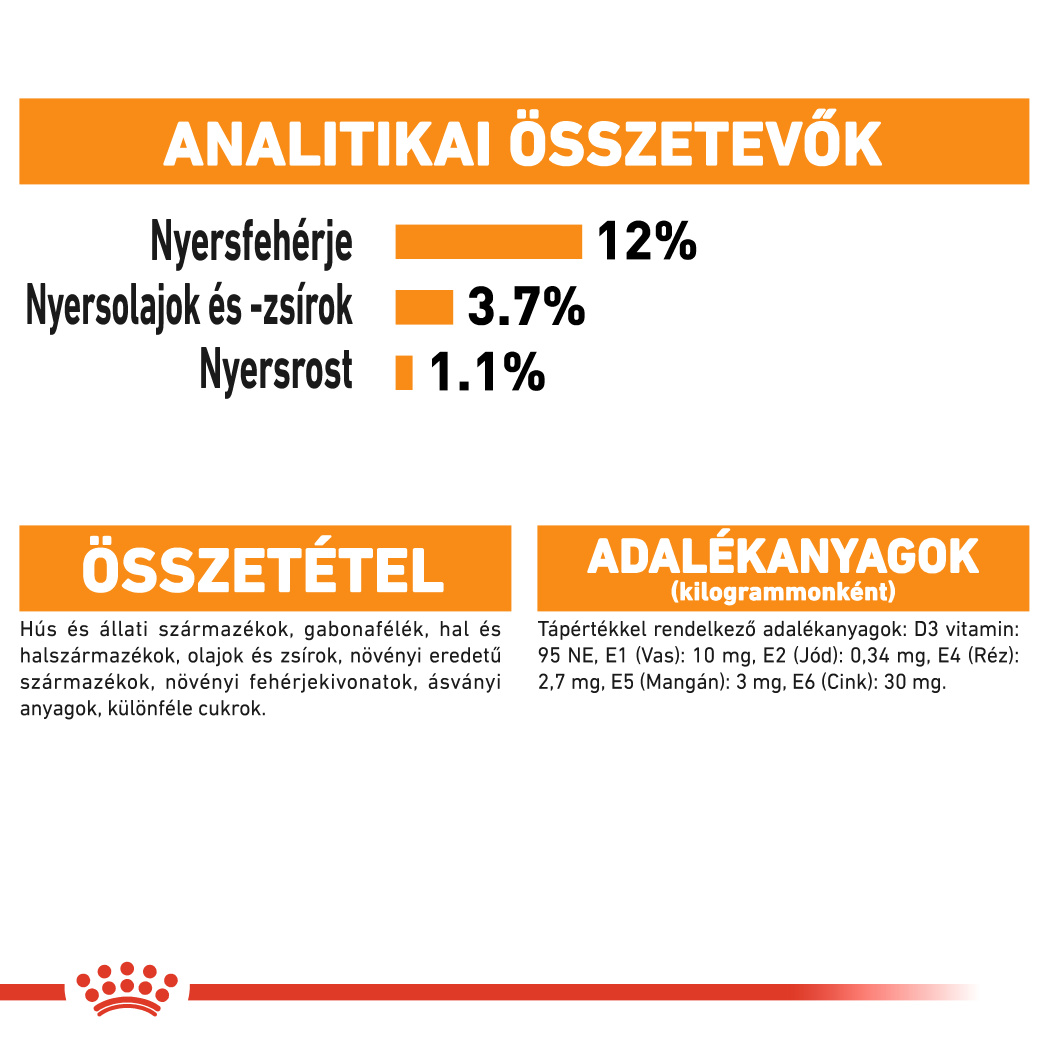 ANALITIKAI ÖSSZETEVŐK
Nyersfehérje 12%
Nyersolajok és -zsírok 3.7%
Nyersrost 1.1%
ÖSSZETÉTEL
Hús és állati származékok, gabonafélék, hal és
halszármazékok, olajok és zsírok, növényi eredetű
származékok, növényi fehérjekivonatok, ásványi
anyagok, különféle cukrok.
ADALÉKANYAGOK
(kilogrammonként)
Tápértékkel rendelkező adalékanyagok: D3 vitamin:
95 NE, E1 (Vas): 10 mg, E2 (Jód): 0,34 mg, E4 (Réz):
2,7 mg, E5 (Mangán): 3 mg, E6 (Cink): 30 mg.